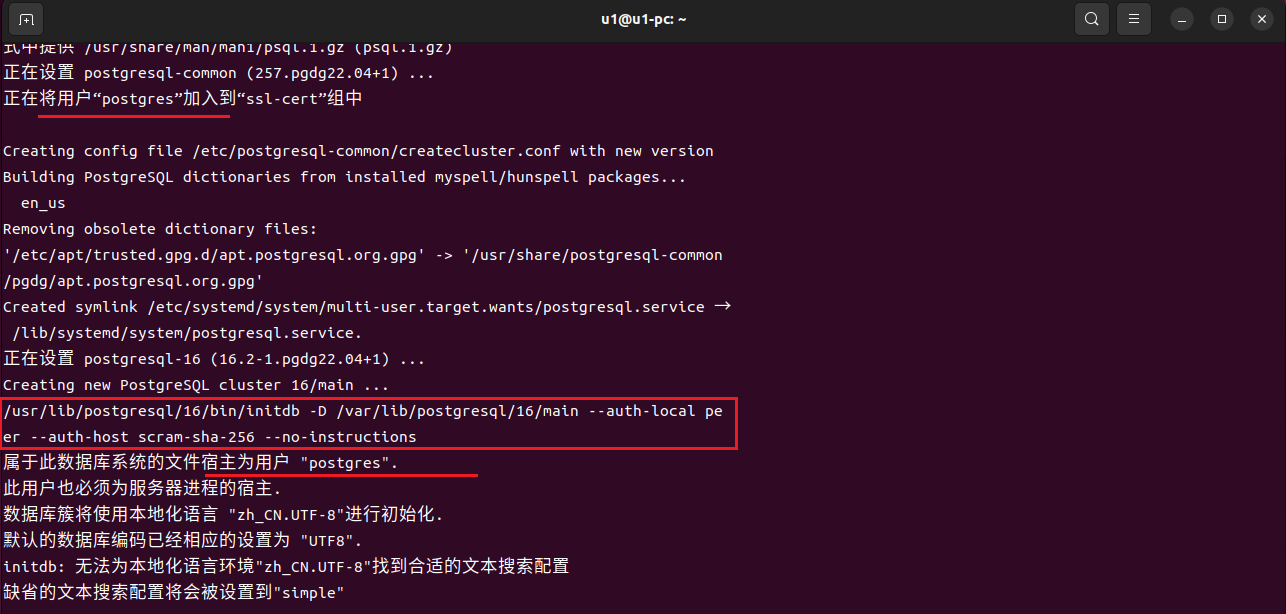 u1@u1-pc: ~
式中提供 /usr/share/man/man1/psql.1.gz (psql.1.gz)
正在设置 postgresql-common (257.pgdg22.04+1) ...
正在将用户“postgres”加入到“ssl-cert”组中
Creating config file /etc/postgresql-common/createcluster.conf with new version
Building PostgreSQL dictionaries from installed myspell/hunspell packages...
en_us
Removing obsolete dictionary files:
'/etc/apt/trusted.gpg.d/apt.postgresql.org.gpg' -> '/usr/share/postgresql-common
/pgdg/apt.postgresql.org.gpg'
Created symlink /etc/systemd/system/multi-user.target.wants/postgresql.service →
/lib/systemd/system/postgresql.service.
正在设置 postgresql-16 (16.2-1.pgdg22.04+1) ...
Creating new PostgreSQL cluster 16/main ...
/usr/lib/postgresql/16/bin/initdb -D /var/lib/postgresql/16/main --auth-local pe
er --auth-host scram-sha-256 --no-instructions
属于此数据库系统的文件宿主为用户 "postgres".
此用户也必须为服务器进程的宿主.
数据库簇将使用本地化语言 "zh_CN.UTF-8"进行初始化.
默认的数据库编码已经相应的设置为 "UTF8".
initdb: 无法为本地化语言环境"zh_CN.UTF-8"找到合适的文本搜索配置
缺省的文本搜索配置将会被设置到"simple"